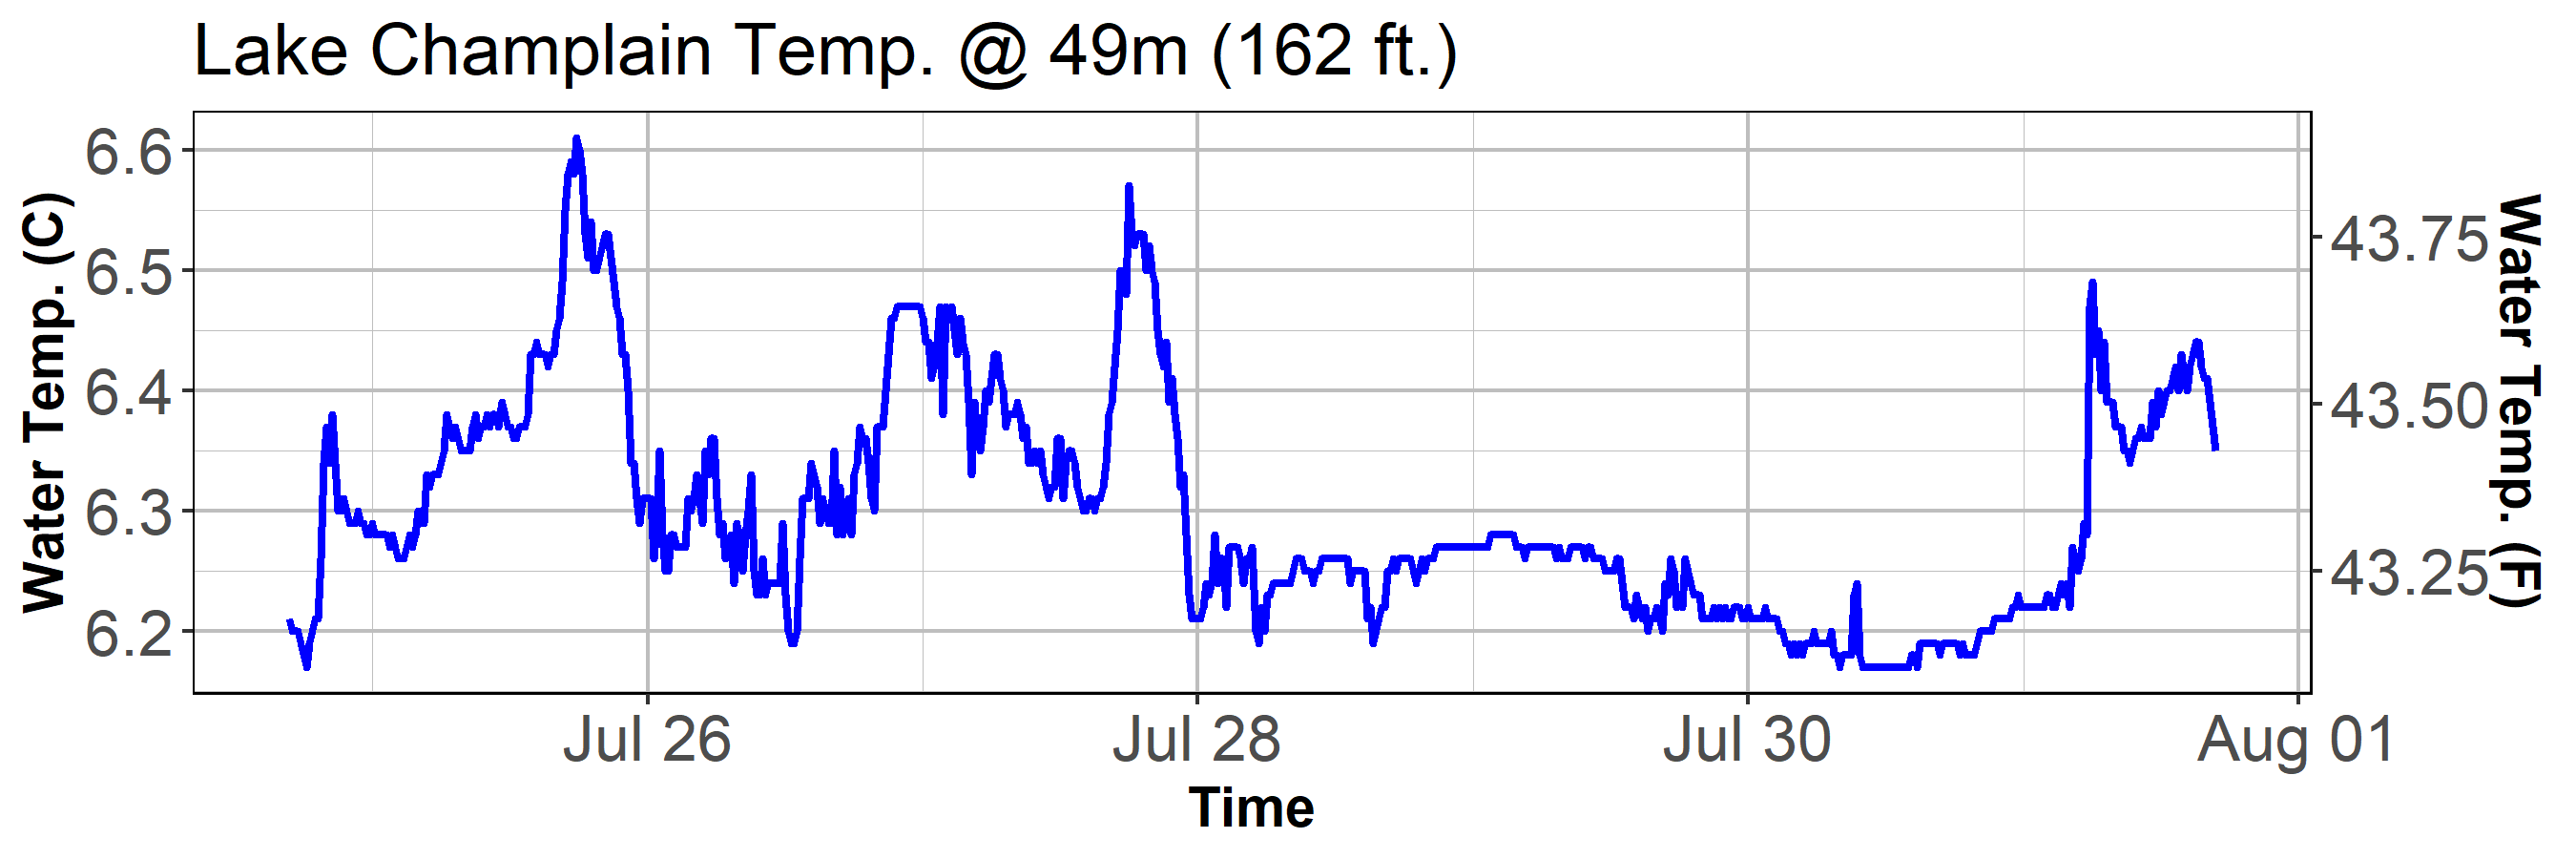 Lake Champlain Temp. @ 49m (162 ft.)
Water Temp. (C)
6.6
6.5
6.4
6.3
6.2
43.75
43.50
43.25
Water Temp. (F)
Jul 26 Jul 28 Jul 30 Aug 01
Time